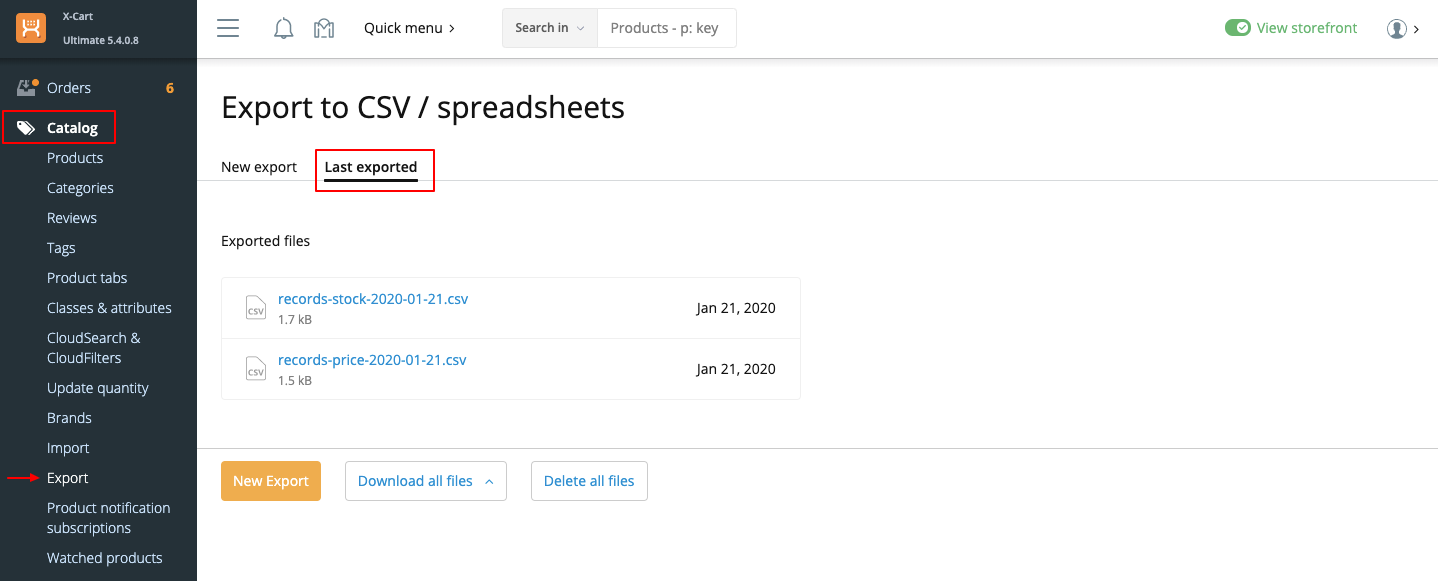 X-Cart
Ultimate 5.4.0.8
Quick menu
Search in
Products - p: key
View storefront
Orders 6
Catalog
Products
Categories
Reviews
Tags
Product tabs
Classes & attributes
CloudSearch &
CloudFilters
Update quantity
Brands
Import
Export
Product notification
subscriptions
Watched products
Export to CSV / spreadsheets
New export
Last exported
Exported files
CSV
records-stock-2020-01-21.csv
1.7 kB
Jan 21, 2020
CSV
records-price-2020-01-21.csv
1.5 kB
Jan 21, 2020
New Export
Download all files
Delete all files